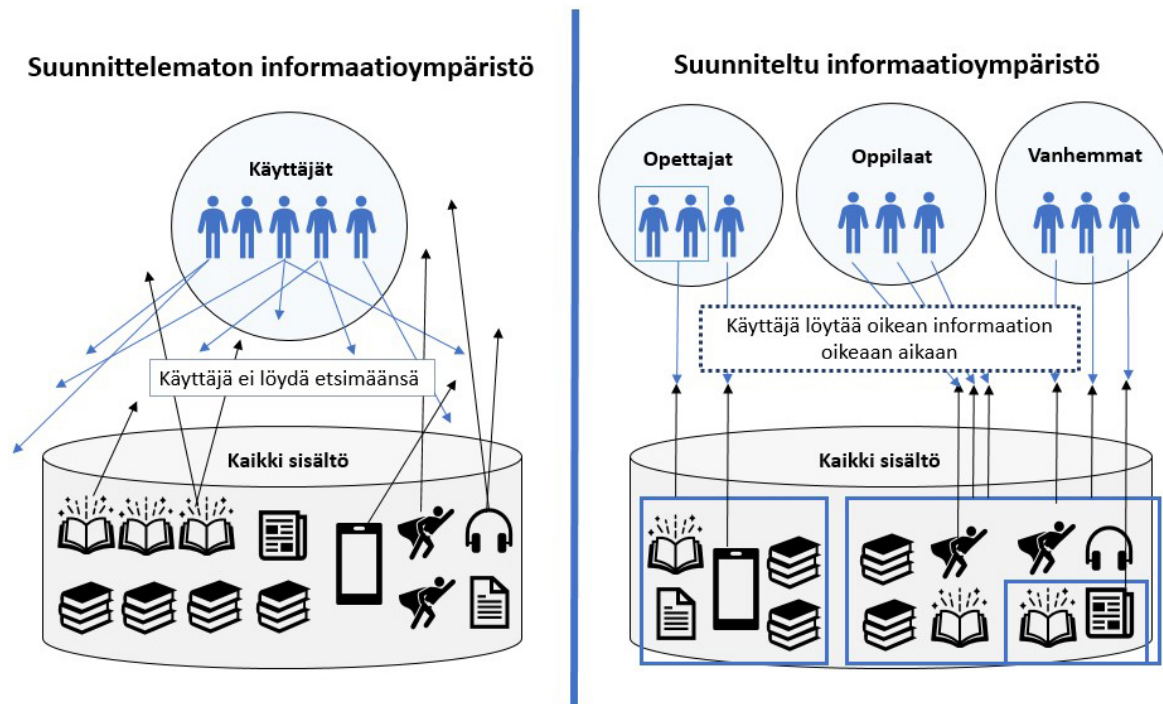 Suunnittelematon informaatioympäristö
Käyttäjät
Käyttäjä ei löydä etsimäänsä
Kaikki sisältö
Suunniteltu informaatioympäristö
Opettajat
Oppilaat
Vanhemmat
Käyttäjä löytää oikean informaation
oikeaan aikaan
Kaikki sisältö